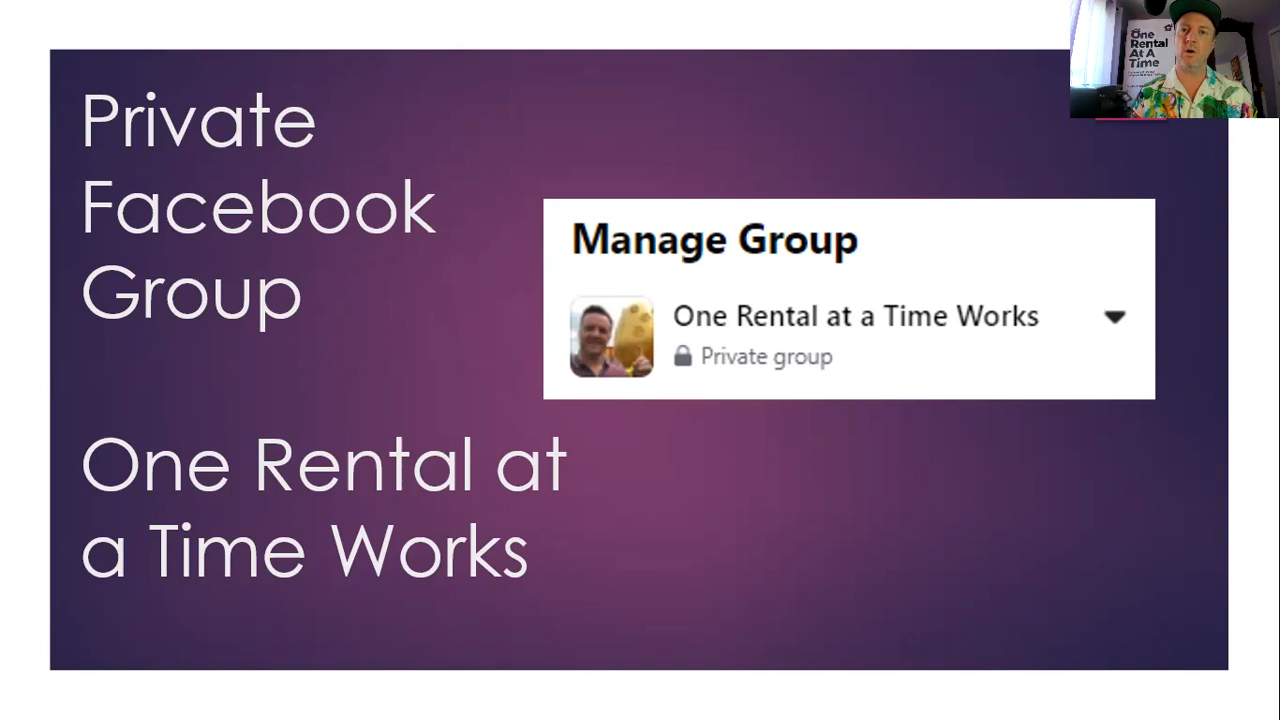 Private
Facebook
Group
One Rental at
a Time Works
Manage Group
One Rental at a Time Works
Private group
One
Rental
At A
Time